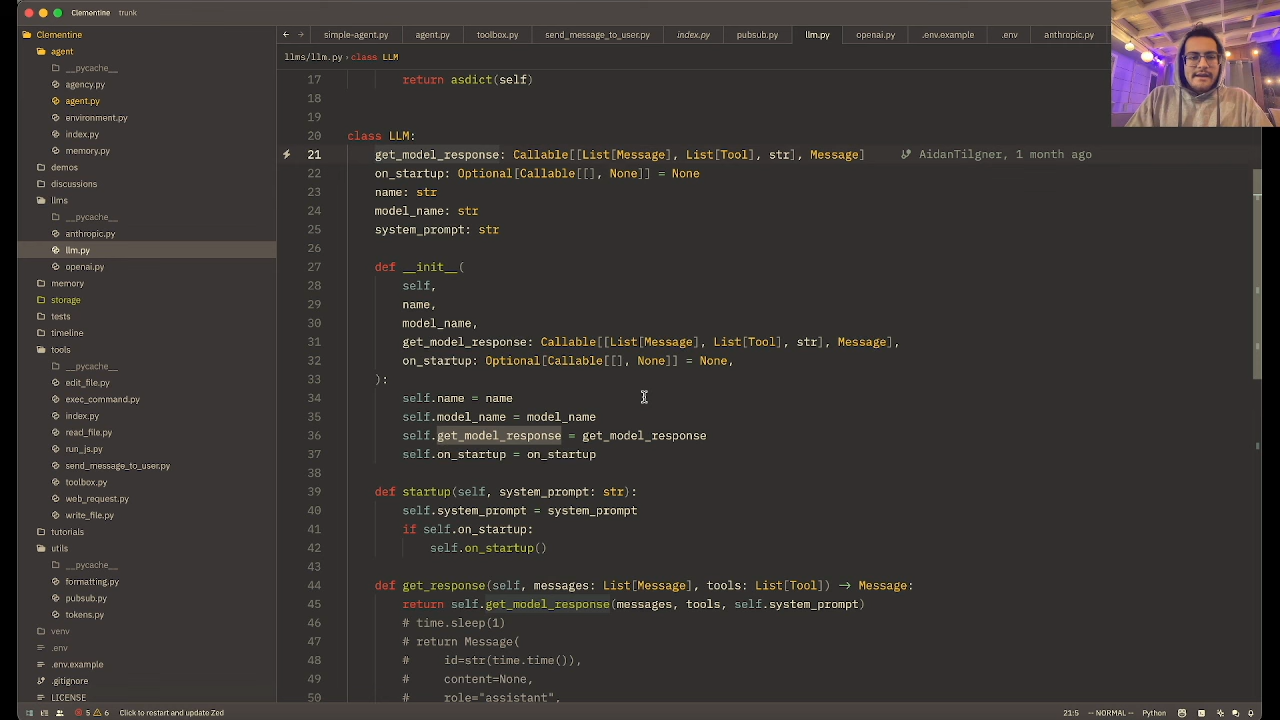 Clementine trunk
Clementine
agent
__pycache__
agency.py
agent.py
environment.py
index.py
memory.py
demos
discussions
llms
__pycache__
anthropic.py
llm.py
openai.py
memory
storage
tests
timeline
tools
__pycache__
edit_file.py
exec_command.py
index.py
read_file.py
run_js.py
send_message_to_user.py
toolbox.py
web_request.py
write_file.py
tutorials
utils
__pycache__
formatting.py
pubsub.py
tokens.py
venv
.env
.env.example
.gitignore
LICENSE
simple-agent.py agent.py toolbox.py send_message_to_user.py index.py pubsub.py llm.py openai.py .env.example .env anthropic.py
llms/llm.py › class LLM
17 return asdict(self)
18
19
20 class LLM:
21 get_model_response: Callable[[List[Message], List[Tool], str], Message] AidanTilgner, 1 month ago
22 on_startup: Optional[Callable[[], None]] = None
23 name: str
24 model_name: str
25 system_prompt: str
26
27 def __init__(
28 self,
29 name,
30 model_name,
31 get_model_response: Callable[[List[Message], List[Tool], str], Message],
32 on_startup: Optional[Callable[[], None]] = None,
33 ):
34 self.name = name
35 self.model_name = model_name
36 self.get_model_response = get_model_response
37 self.on_startup = on_startup
38
39 def startup(self, system_prompt: str):
40 self.system_prompt = system_prompt
41 if self.on_startup:
42 self.on_startup()
43
44 def get_response(self, messages: List[Message], tools: List[Tool]) → Message:
45 return self.get_model_response(messages, tools, self.system_prompt)
46 # time.sleep(1)
47 # return Message(
48 # id=str(time.time()),
49 # content=None,
50 # role="assistant",
5 6 Click to restart and update Zed 21:5 -- NORMAL -- Python